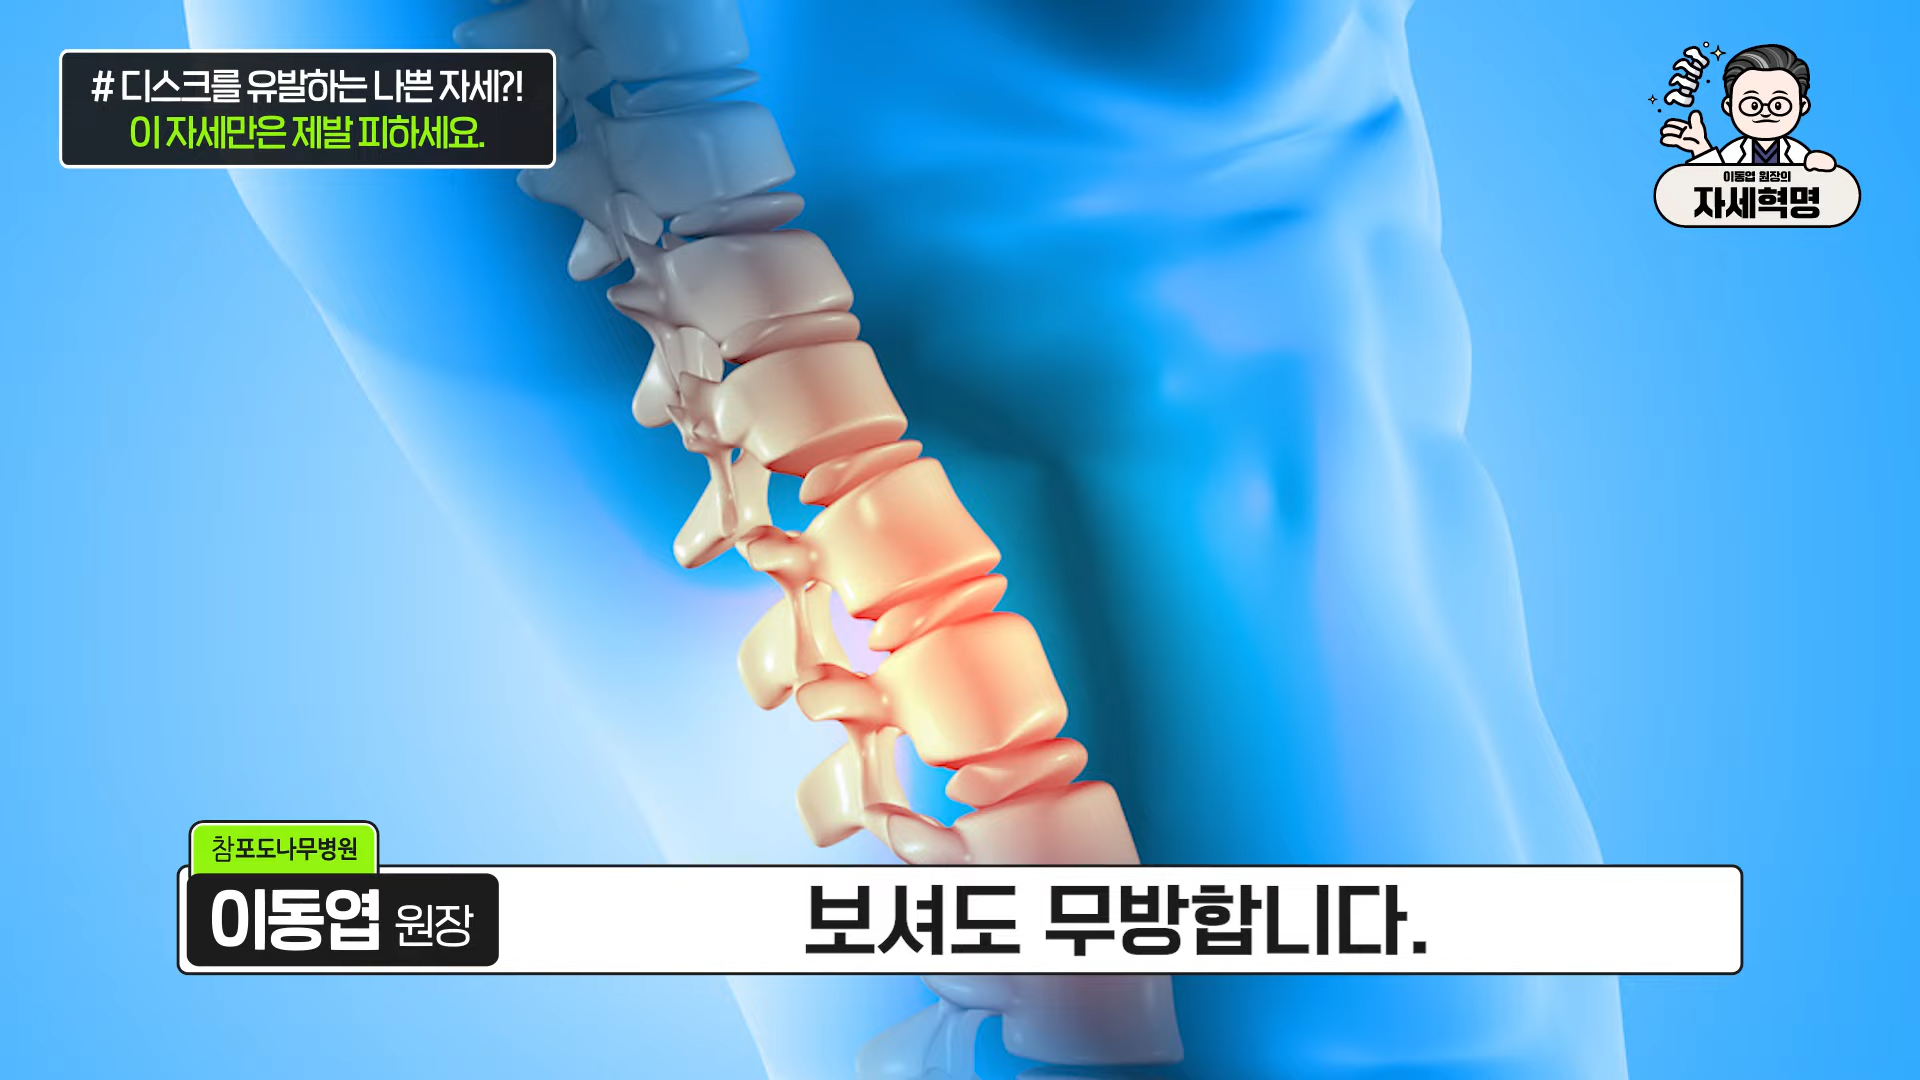 # 디스크를 유발하는 나쁜 자세?!
이 자세만은 제발 피하세요.
이동엽 원장의
자세혁명
참포도나무병원
이동엽 원장
보셔도 무방합니다.